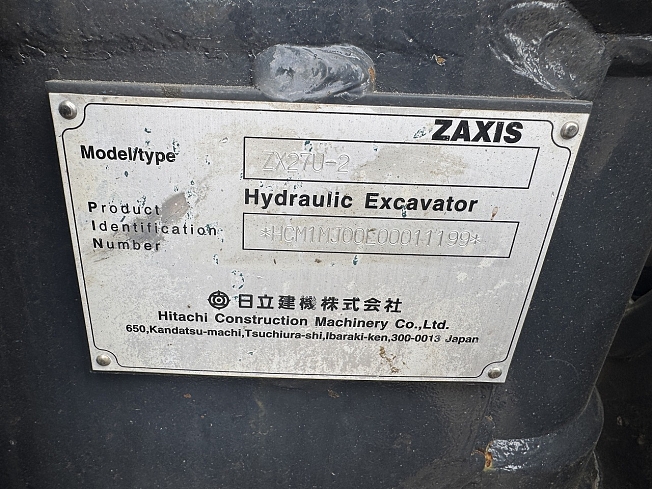 ZAXIS
Model/type ZX27U-2
Hydraulic Excavator
Product
Identification
Number
*HCM1MJ00E00011199*
日立建機株式会社
Hitachi Construction Machinery Co.,Ltd.
650,Kandatsu-machi,Tsuchiura-shi,Ibaraki-ken,300-0013 Japan